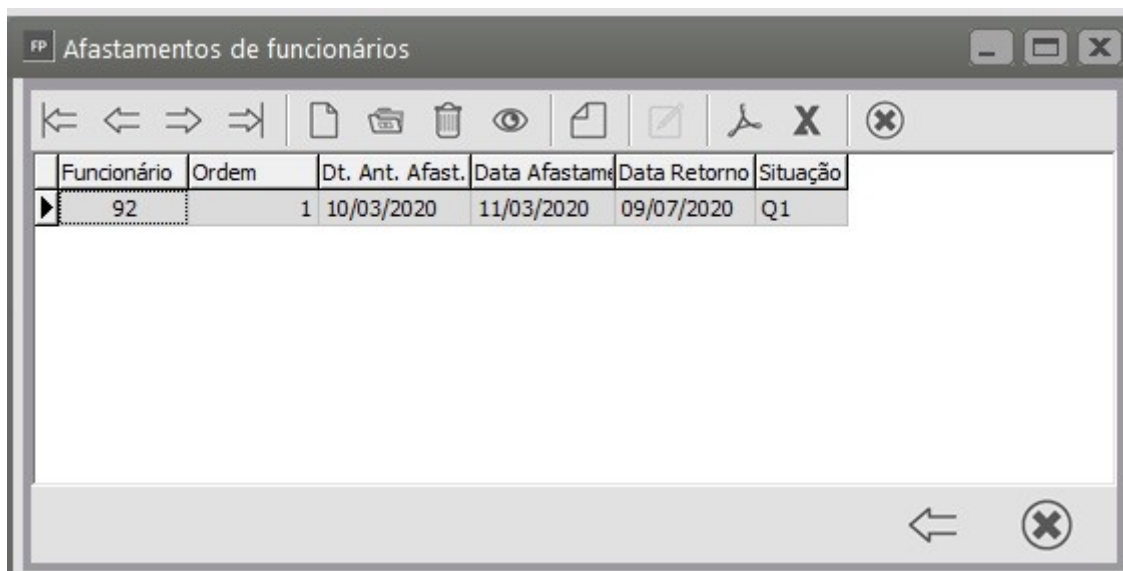 FP Afastamentos de funcionários
Funcionário Ordem Dt. Ant. Afast. Data Afastame Data Retorno Situação
92 1 10/03/2020 11/03/2020 09/07/2020 Q1